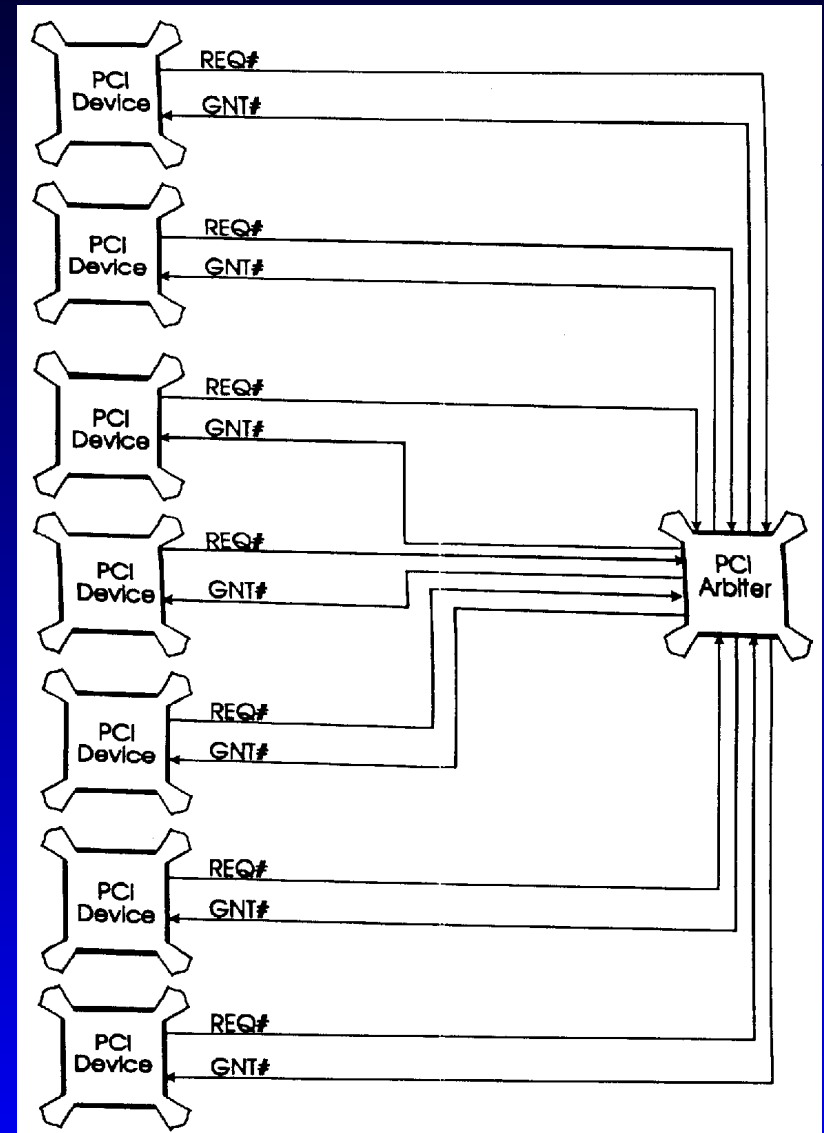 REQ#
PCI
Device
GNT#
REQ#
PCI
Device
GNT#
REQ#
PCI
Device
GNT#
REQ#
PCI
Device
GNT#
PCI
Arbiter
REQ#
PCI
Device
GNT#
REQ#
PCI
Device
GNT#
REQ#
PCI
Device
GNT#